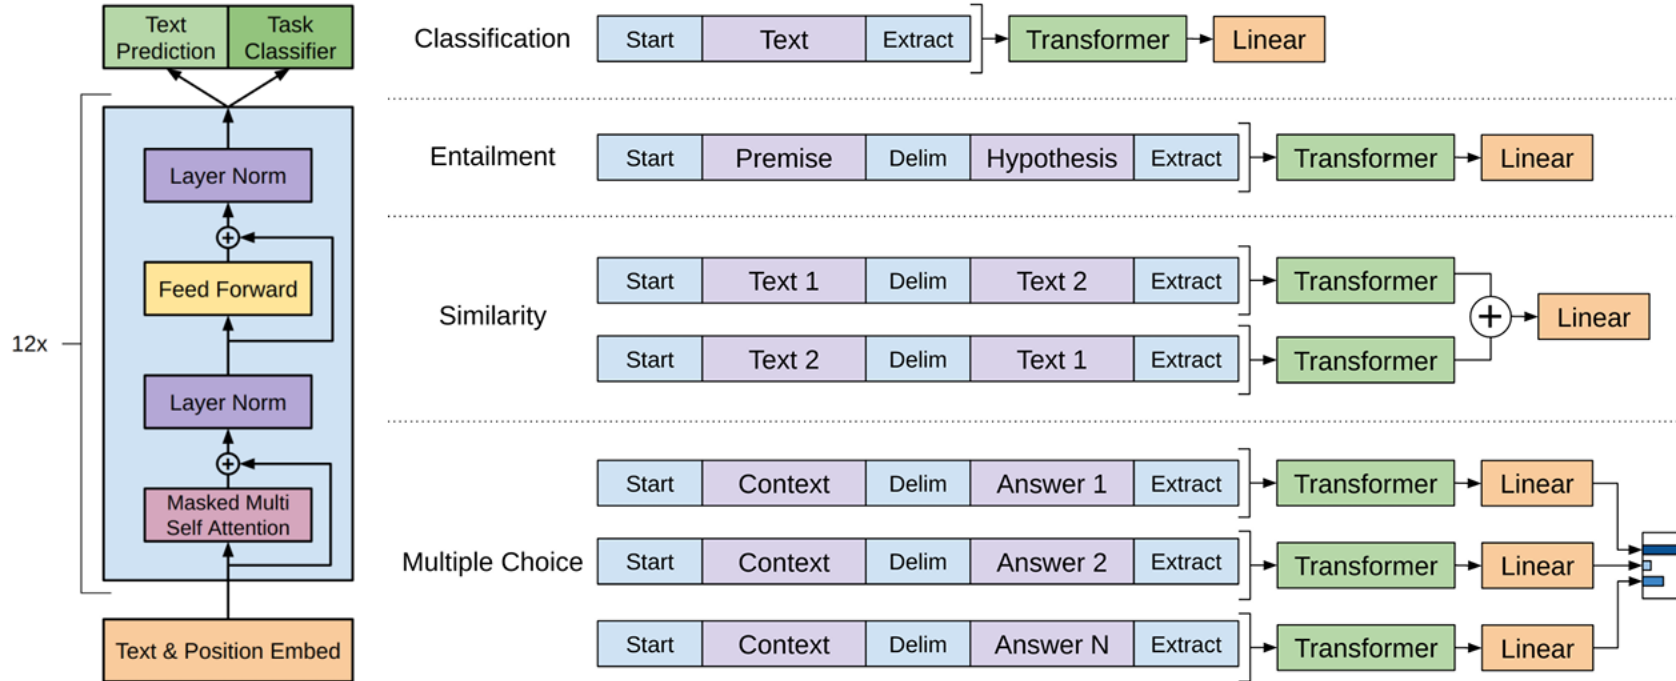 Text
Prediction
Task
Classifier
12x
Layer Norm
+
Feed Forward
Layer Norm
+
Masked Multi
Self Attention
Text & Position Embed
Classification Start Text Extract Transformer Linear
Entailment Start Premise Delim Hypothesis Extract Transformer Linear
Similarity
Start Text 1 Delim Text 2 Extract Transformer
+ Linear
Start Text 2 Delim Text 1 Extract Transformer
Multiple Choice
Start Context Delim Answer 1 Extract Transformer Linear
Start Context Delim Answer 2 Extract Transformer Linear
Start Context Delim Answer N Extract Transformer Linear